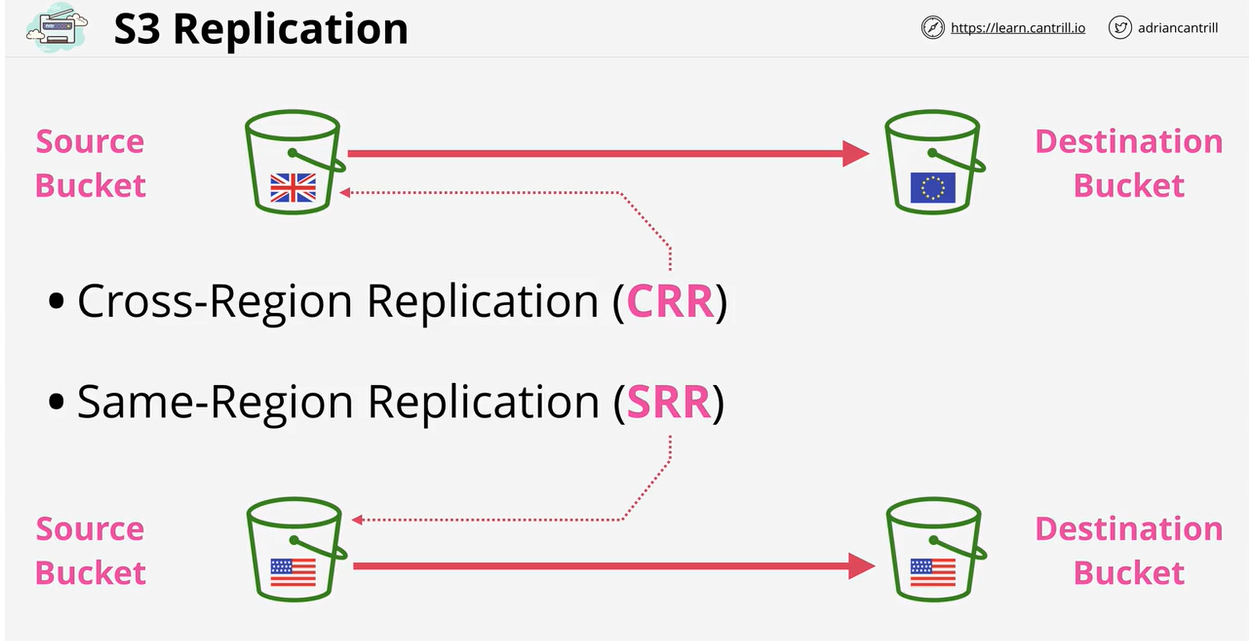 S3 Replication
https://learn.cantrill.io
adriancantrill
Source
Bucket
Destination
Bucket
• Cross-Region Replication (CRR)
• Same-Region Replication (SRR)
Source
Bucket
Destination
Bucket